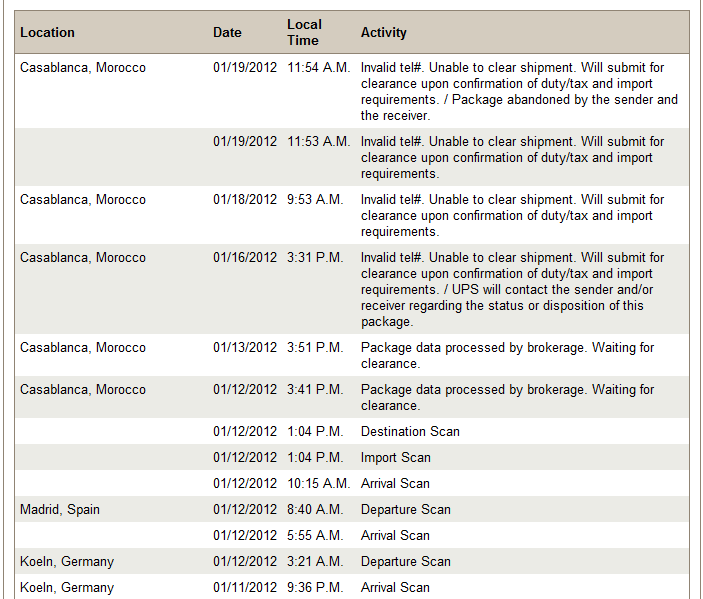 Location Date Local Time Activity
Casablanca, Morocco 01/19/2012 11:54 A.M. Invalid tel#. Unable to clear shipment. Will submit for
clearance upon confirmation of duty/tax and import
requirements. / Package abandoned by the sender and
the receiver.
01/19/2012 11:53 A.M. Invalid tel#. Unable to clear shipment. Will submit for
clearance upon confirmation of duty/tax and import
requirements.
Casablanca, Morocco 01/18/2012 9:53 A.M. Invalid tel#. Unable to clear shipment. Will submit for
clearance upon confirmation of duty/tax and import
requirements.
Casablanca, Morocco 01/16/2012 3:31 P.M. Invalid tel#. Unable to clear shipment. Will submit for
clearance upon confirmation of duty/tax and import
requirements. / UPS will contact the sender and/or
receiver regarding the status or disposition of this
package.
Casablanca, Morocco 01/13/2012 3:51 P.M. Package data processed by brokerage. Waiting for
clearance.
Casablanca, Morocco 01/12/2012 3:41 P.M. Package data processed by brokerage. Waiting for
clearance.
01/12/2012 1:04 P.M. Destination Scan
01/12/2012 1:04 P.M. Import Scan
01/12/2012 10:15 A.M. Arrival Scan
Madrid, Spain 01/12/2012 8:40 A.M. Departure Scan
01/12/2012 5:55 A.M. Arrival Scan
Koeln, Germany 01/12/2012 3:21 A.M. Departure Scan
Koeln, Germany 01/11/2012 9:36 P.M. Arrival Scan